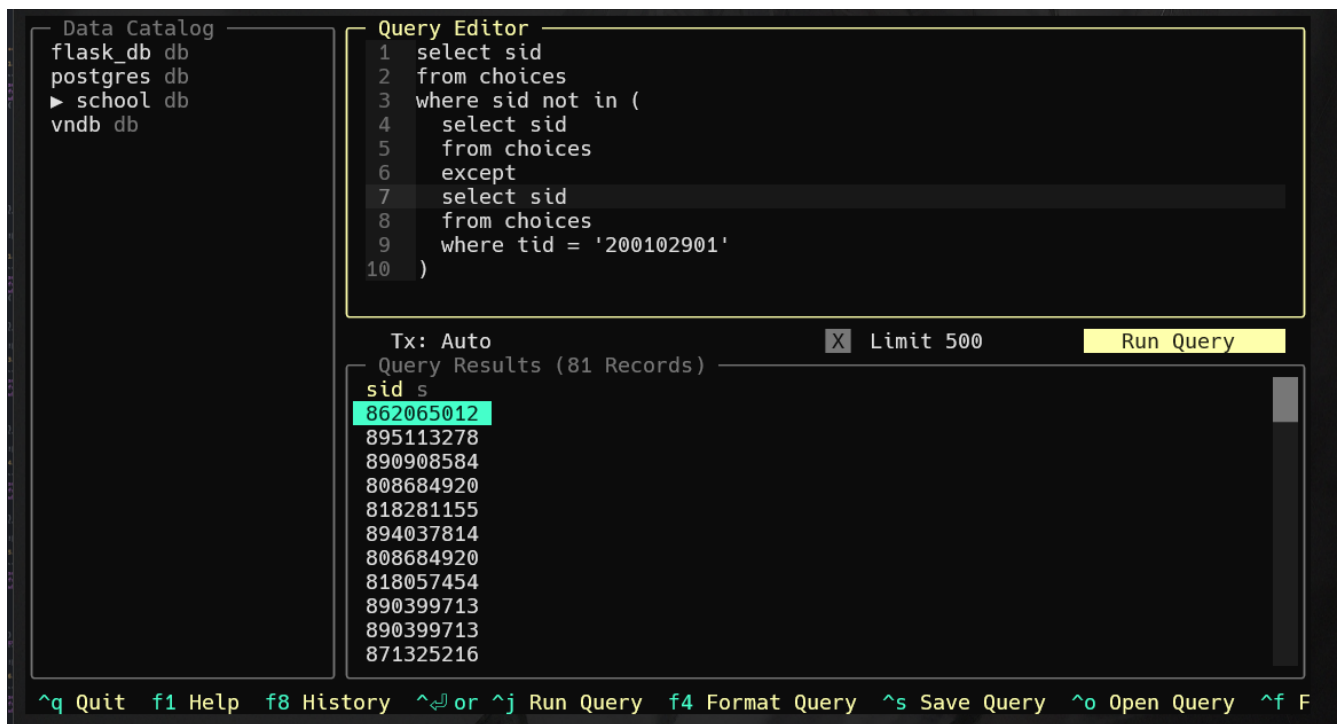 Data Catalog
flask_db db
postgres db
▶ school db
vndb db
Query Editor
1 select sid
2 from choices
3 where sid not in (
4 select sid
5 from choices
6 except
7 select sid
8 from choices
9 where tid = '200102901'
10 )
Tx: Auto X Limit 500 Run Query
Query Results (81 Records)
sid s
862065012
895113278
890908584
808684920
818281155
894037814
808684920
818057454
890399713
890399713
871325216
^q Quit f1 Help f8 History ^⏎ or ^j Run Query f4 Format Query ^s Save Query ^o Open Query ^f F